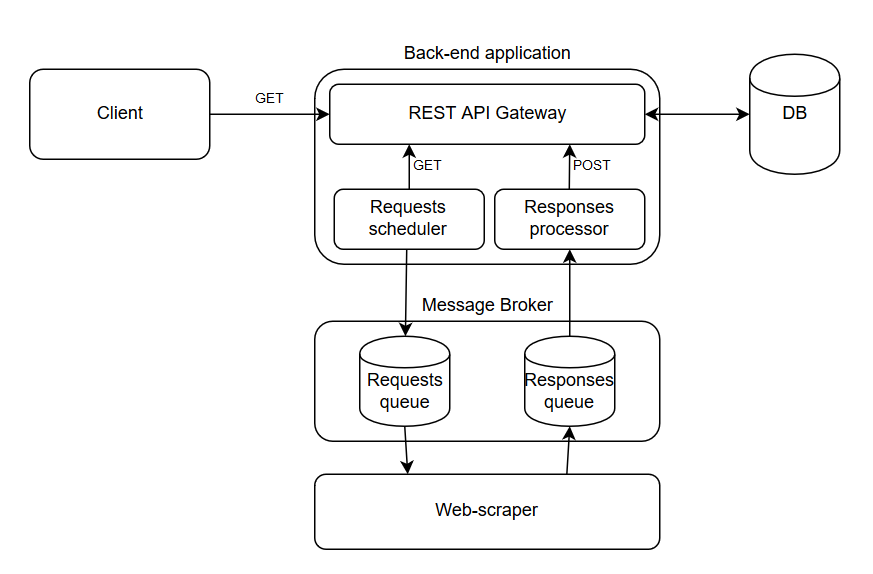 Back-end application
Client
GET
REST API Gateway
DB
GET
POST
Requests
scheduler
Responses
processor
Message Broker
Requests
queue
Responses
queue
Web-scraper